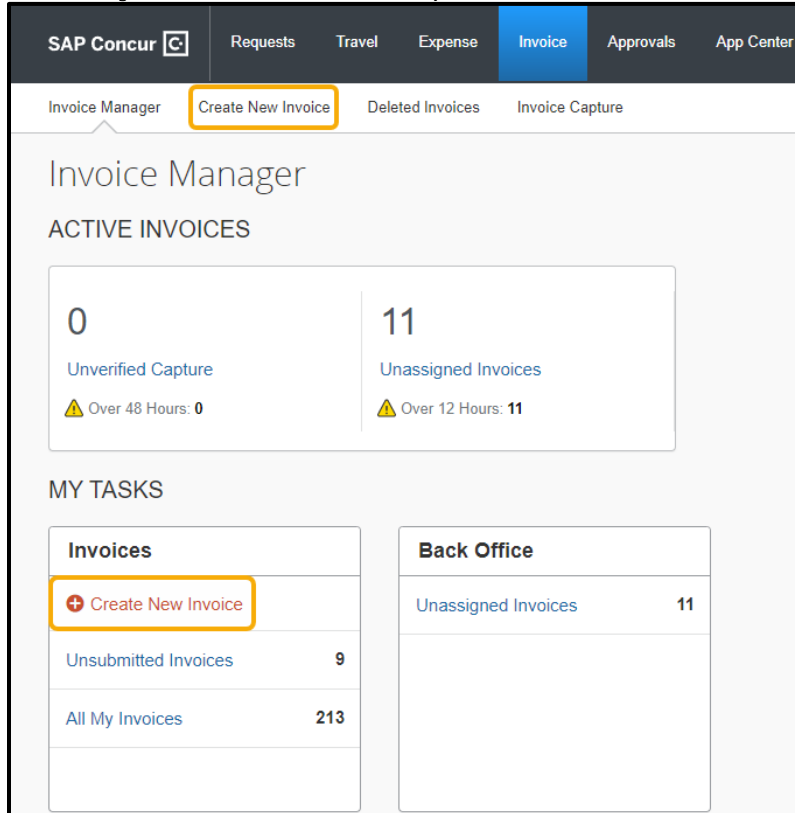 SAP Concur C Requests Travel Expense Invoice Approvals App Center
Invoice Manager Create New Invoice Deleted Invoices Invoice Capture
Invoice Manager
ACTIVE INVOICES
0 11
Unverified Capture Unassigned Invoices
Over 48 Hours: 0 Over 12 Hours: 11
MY TASKS
Invoices Back Office
Create New Invoice Unassigned Invoices 11
Unsubmitted Invoices 9
All My Invoices 213